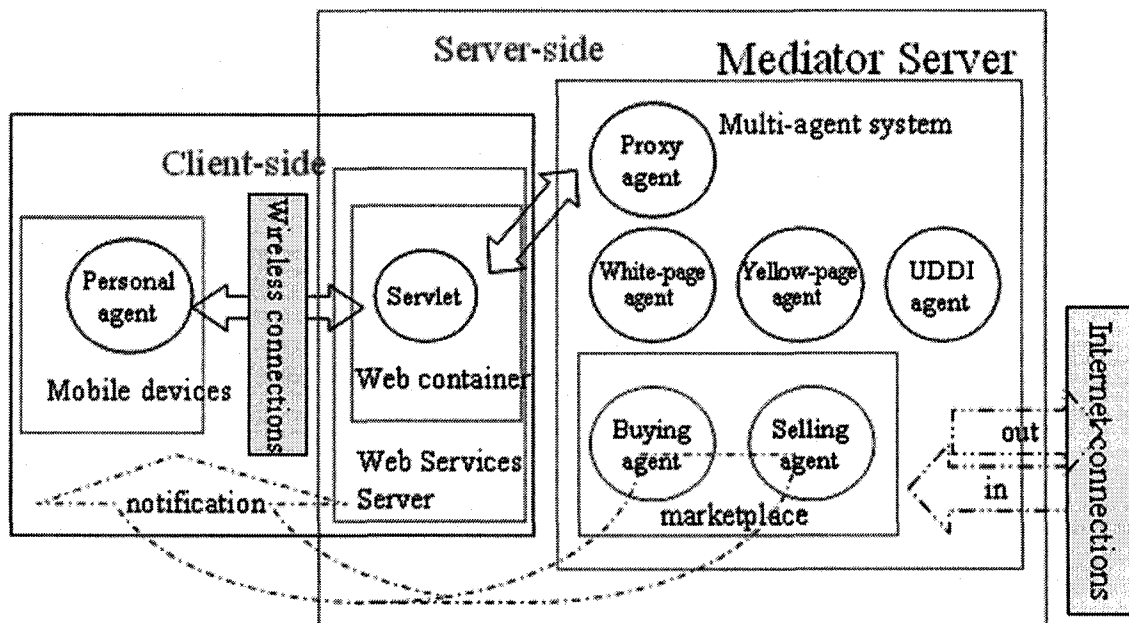 Server-side
Mediator Server
Multi-agent system
Proxy
agent
Client-side
Wireless connections
Personal
agent
Servlet
White-page
agent
Yellow-page
agent
UDDI
agent
Mobile devices
Web container
Web Services
Server
Buying
agent
Selling
agent
marketplace
notification
out
in
Internet connections